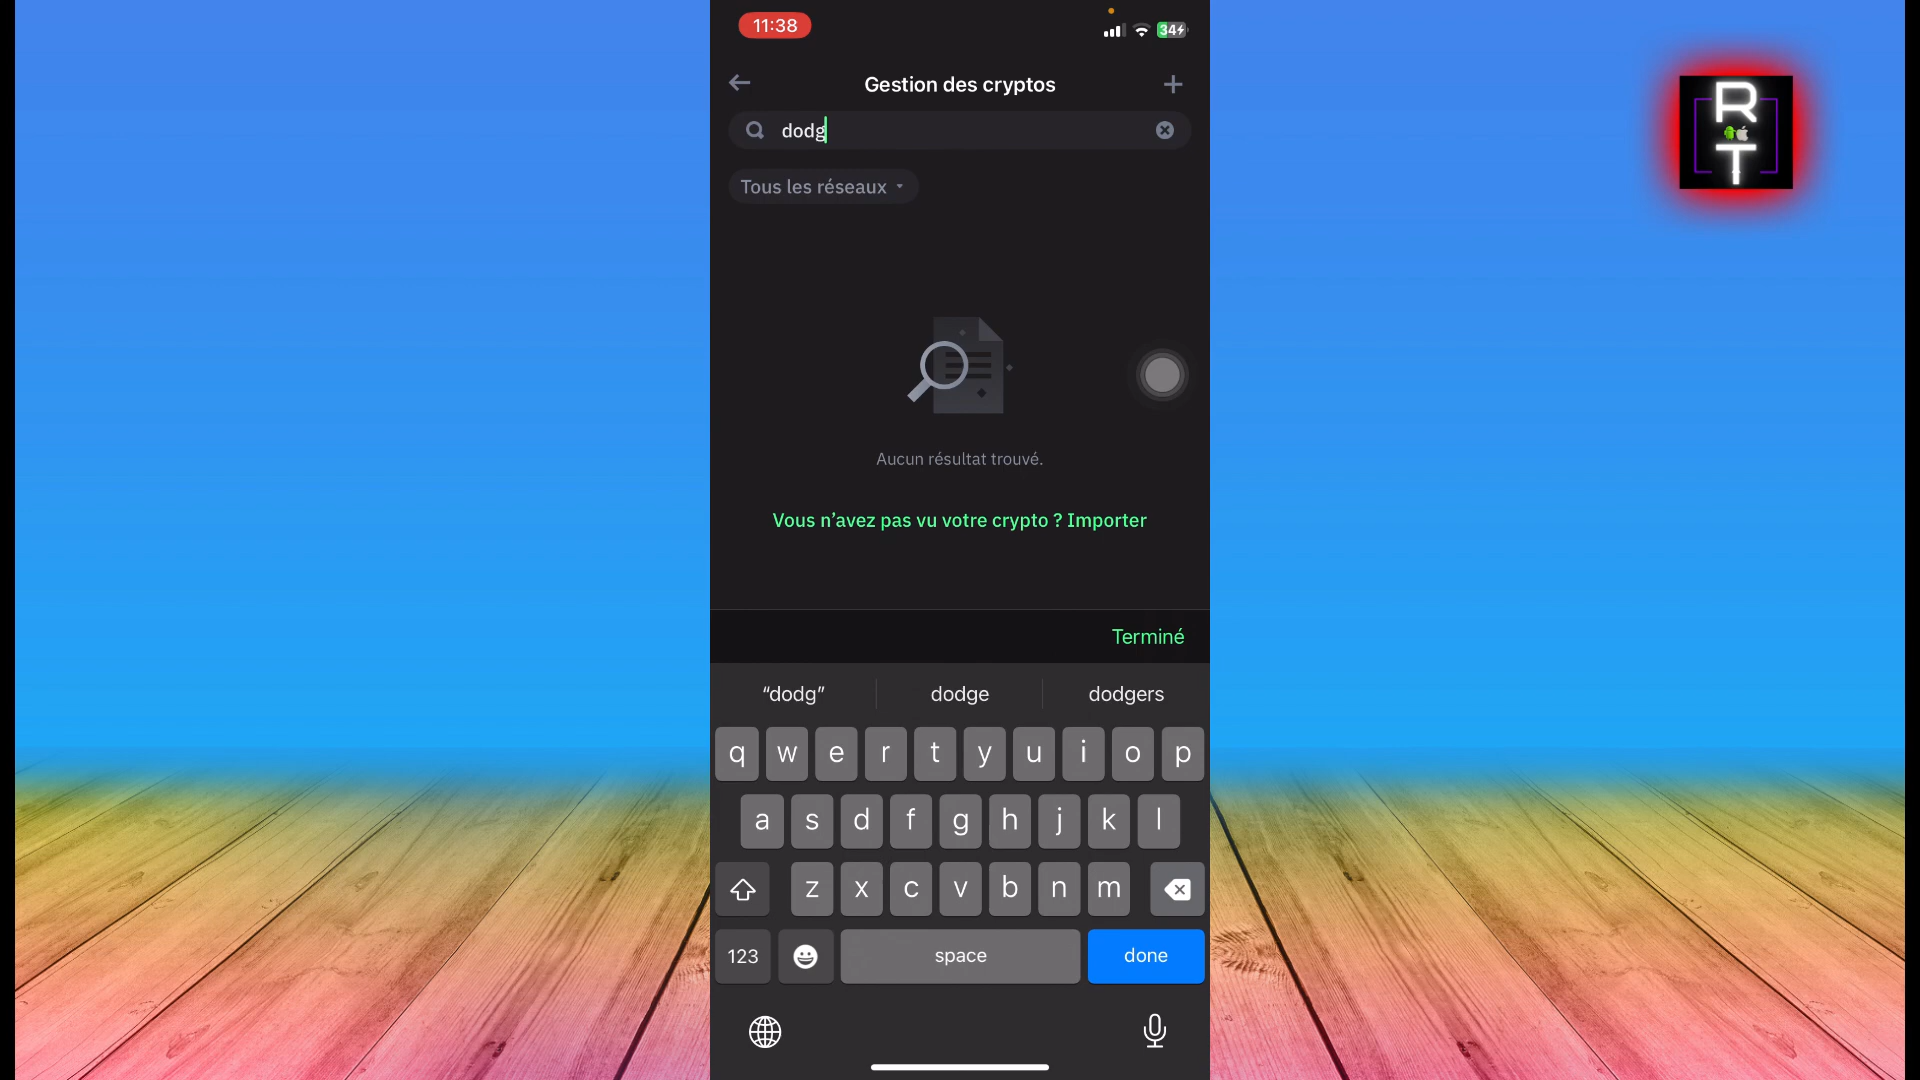 11:38
34
Gestion des cryptos
dodg
Tous les réseaux
Aucun résultat trouvé.
Vous n’avez pas vu votre crypto ? Importer
Terminé
“dodg” dodge dodgers
q w e r t y u i o p
a s d f g h j k l
z x c v b n m
123 space done
R
T